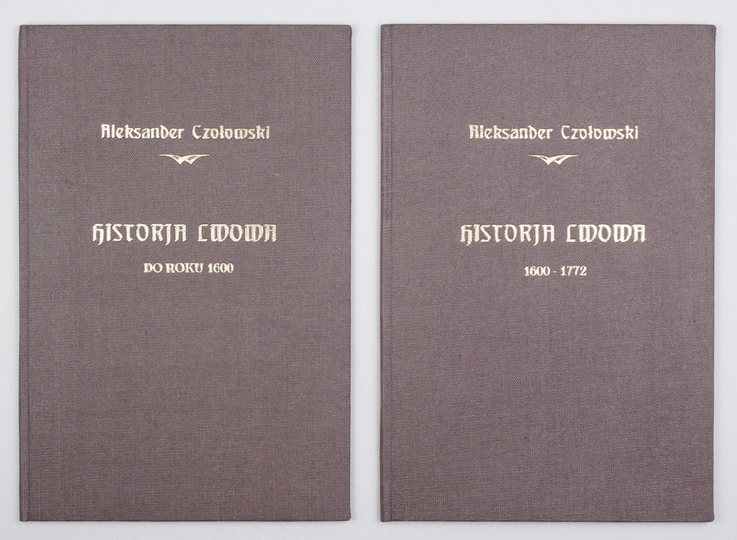 Aleksander Czołowski
HISTORJA LWOWA
DO ROKU 1600
Aleksander Czołowski
HISTORJA LWOWA
1600 - 1772